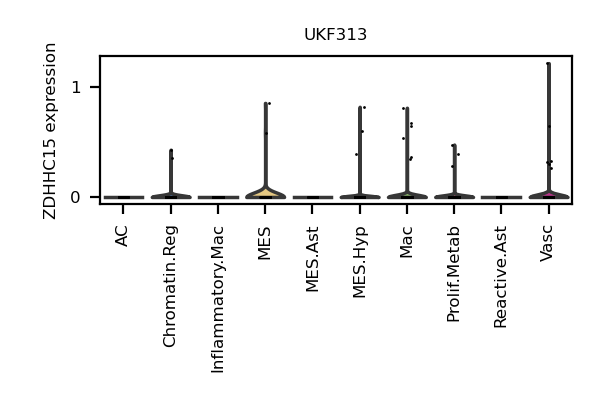 UKF313
ZDHHC15 expression
1
0
AC
Chromatin.Reg
Inflammatory.Mac
MES
MES.Ast
MES.Hyp
Mac
Prolif.Metab
Reactive.Ast
Vasc